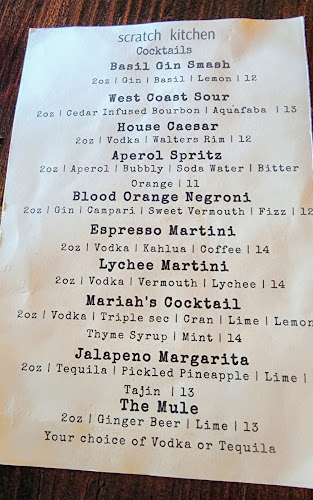 scratch kitchen
Cocktails
Basil Gin Smash
2oz | Gin | Basil | Lemon | 12
West Coast Sour
2oz | Cedar Infused Bourbon | Aquafaba | 13
House Caesar
2oz | Vodka | Walters Rim | 12
Aperol Spritz
2oz | Aperol | Bubbly | Soda Water | Bitter
Orange | 11
Blood Orange Negroni
2oz | Gin | Campari | Sweet Vermouth | Fizz | 12
Espresso Martini
2oz | Vodka | Kahlua | Coffee | 14
Lychee Martini
2oz | Vodka | Vermouth | Lychee | 14
Mariah's Cocktail
2oz | Vodka | Triple sec | Cran | Lime | Lemon
Thyme Syrup | Mint | 14
Jalapeno Margarita
2oz | Tequila | Pickled Pineapple | Lime |
Tajin | 13
The Mule
2oz | Ginger Beer | Lime | 13
Your choice of Vodka or Tequila